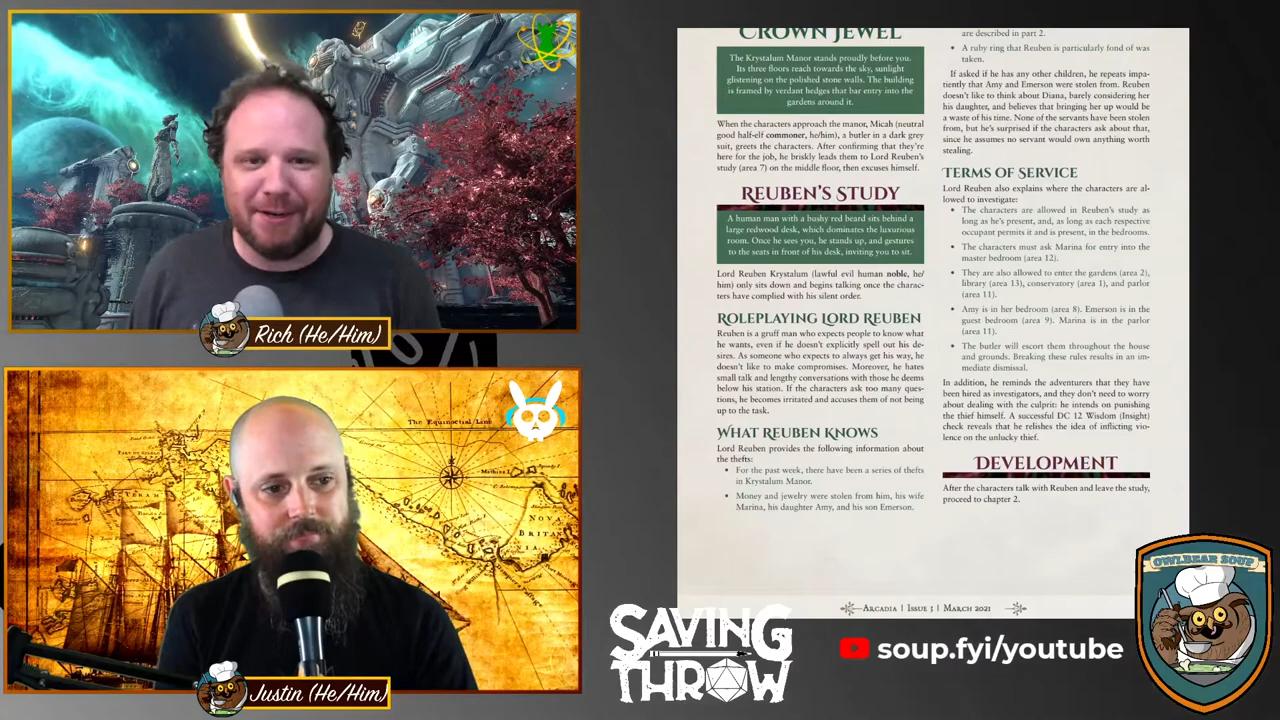 Rich (He/Him)
The Equinoctial Line
Justin (He/Him)
CROWN JEWEL
The Krystalum Manor stands proudly before you.
Its three floors reach towards the sky, sunlight
glistening on the polished stone walls. The building
is framed by verdant hedges that bar entry into the
gardens around it.
When the characters approach the manor, Micah (neutral
good half-elf commoner, he/him), a butler in a dark grey
suit, greets the characters. After confirming that they're
here for the job, he briskly leads them to Lord Reuben's
study (area 7) on the middle floor, then excuses himself.
REUBEN'S STUDY
A human man with a bushy red beard sits behind a
large redwood desk, which dominates the luxurious
room. Once he sees you, he stands up, and gestures
to the seats in front of his desk, inviting you to sit.
Lord Reuben Krystalum (lawful evil human noble, he/
him) only sits down and begins talking once the charac-
ters have complied with his silent order.
ROLEPLAYING LORD REUBEN
Reuben is a gruff man who expects people to know what
he wants, even if he doesn't explicitly spell out his de-
sires. As someone who expects to always get his way, he
doesn't like to make compromises. Moreover, he hates
small talk and lengthy conversations with those he deems
below his station. If the characters ask too many ques-
tions, he becomes irritated and accuses them of not being
up to the task.
WHAT REUBEN KNOWS
Lord Reuben provides the following information about
the thefts:
• For the past week, there have been a series of thefts
in Krystalum Manor.
• Money and jewelry were stolen from him, his wife
Marina, his daughter Amy, and his son Emerson.
are described in part 2.
• A ruby ring that Reuben is particularly fond of was
taken.
If asked if he has any other children, he repeats impa-
tiently that Amy and Emerson were stolen from. Reuben
doesn't like to think about Diana, barely considering her
his daughter, and believes that bringing her up would be
a waste of his time. None of the servants have been stolen
from, but he's surprised if the characters ask about that,
since he assumes no servant would own anything worth
stealing.
TERMS OF SERVICE
Lord Reuben also explains where the characters are al-
lowed to investigate:
• The characters are allowed in Reuben's study as
long as he's present, and, as long as each respective
occupant permits it and is present, in the bedrooms.
• The characters must ask Marina for entry into the
master bedroom (area 12).
• They are also allowed to enter the gardens (area 2),
library (area 13), conservatory (area 1), and parlor
(area 11).
• Amy is in her bedroom (area 8). Emerson is in the
guest bedroom (area 9). Marina is in the parlor
(area 11).
• The butler will escort them throughout the house
and grounds. Breaking these rules results in an im-
mediate dismissal.
In addition, he reminds the adventurers that they have
been hired as investigators, and they don't need to worry
about dealing with the culprit: he intends on punishing
the thief himself. A successful DC 12 Wisdom (Insight)
check reveals that he relishes the idea of inflicting vio-
lence on the unlucky thief.
DEVELOPMENT
After the characters talk with Reuben and leave the study,
proceed to chapter 2.
ARCADIA | ISSUE 3 | MARCH 2021
SAVING
THROW
soup.fyi/youtube
OWLBEAR SOUP